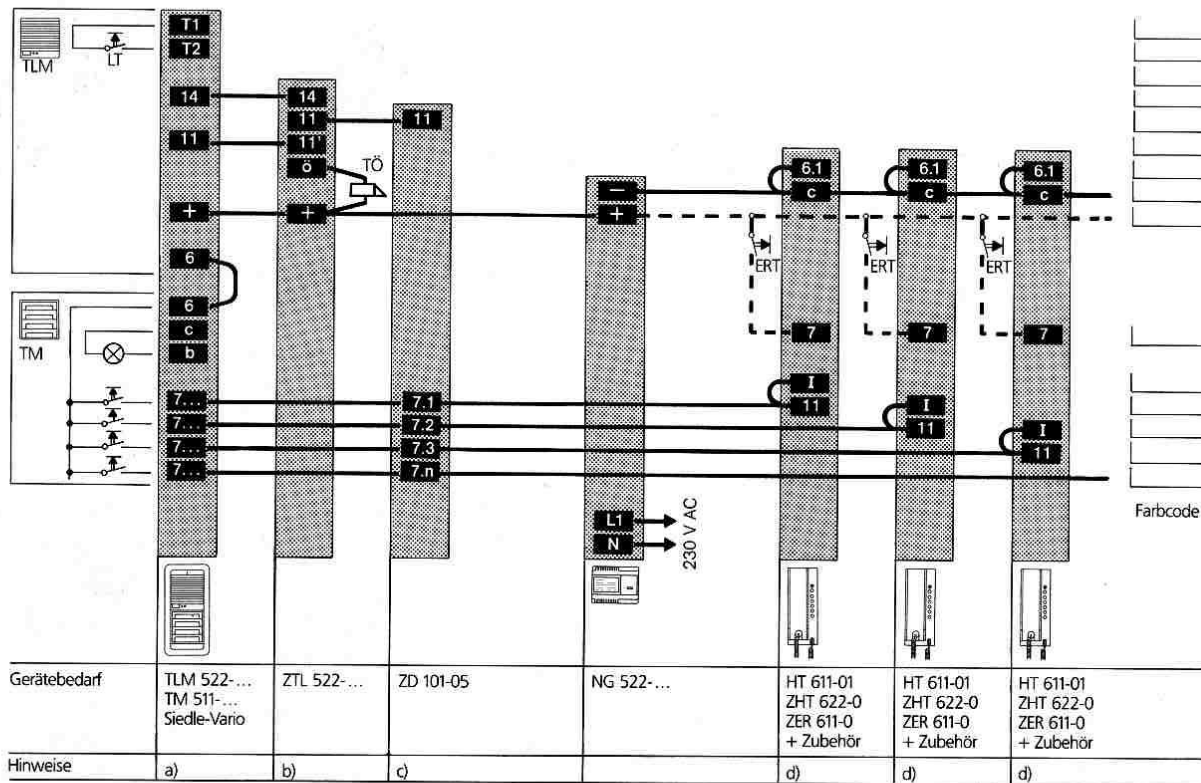 TLM
LT
T1
T2
14
11
+
6
6
c
b
TM
7...
7...
7...
7...
14
11
11'
ö
+
TÖ
11
7.1
7.2
7.3
7.n
−
+
L1
N
230 V AC
6.1
c
ERT
7
I
11
6.1
c
ERT
7
I
11
6.1
c
ERT
7
I
11
Farbcode
Gerätebedarf
TLM 522-...
TM 511-...
Siedle-Vario
ZTL 522-...
ZD 101-05
NG 522-...
HT 611-01
ZHT 622-0
ZER 611-0
+ Zubehör
HT 611-01
ZHT 622-0
ZER 611-0
+ Zubehör
HT 611-01
ZHT 622-0
ZER 611-0
+ Zubehör
Hinweise
a)
b)
c)
d)
d)
d)